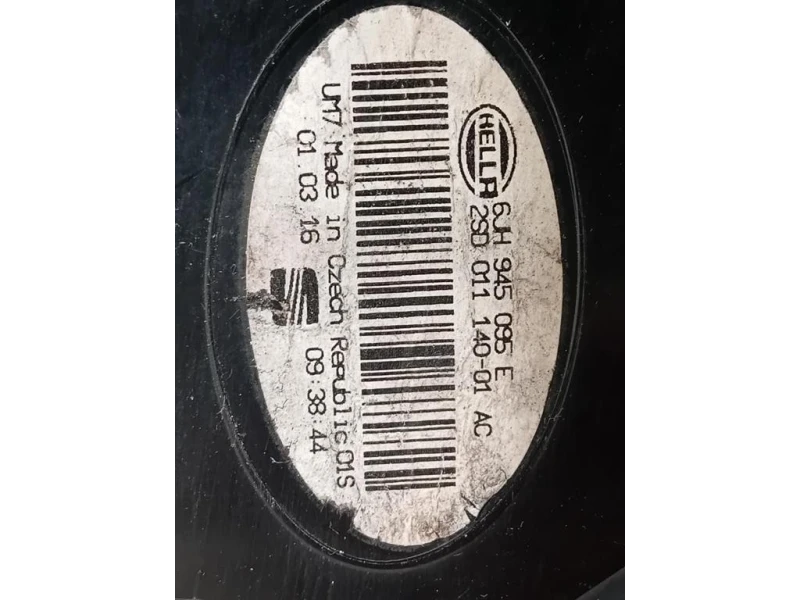 HELLA
6JH 945 095 E
2SD 011 140-01 AC
UM7 Made in Czech Republic 01S
01.03.16
09:38:44